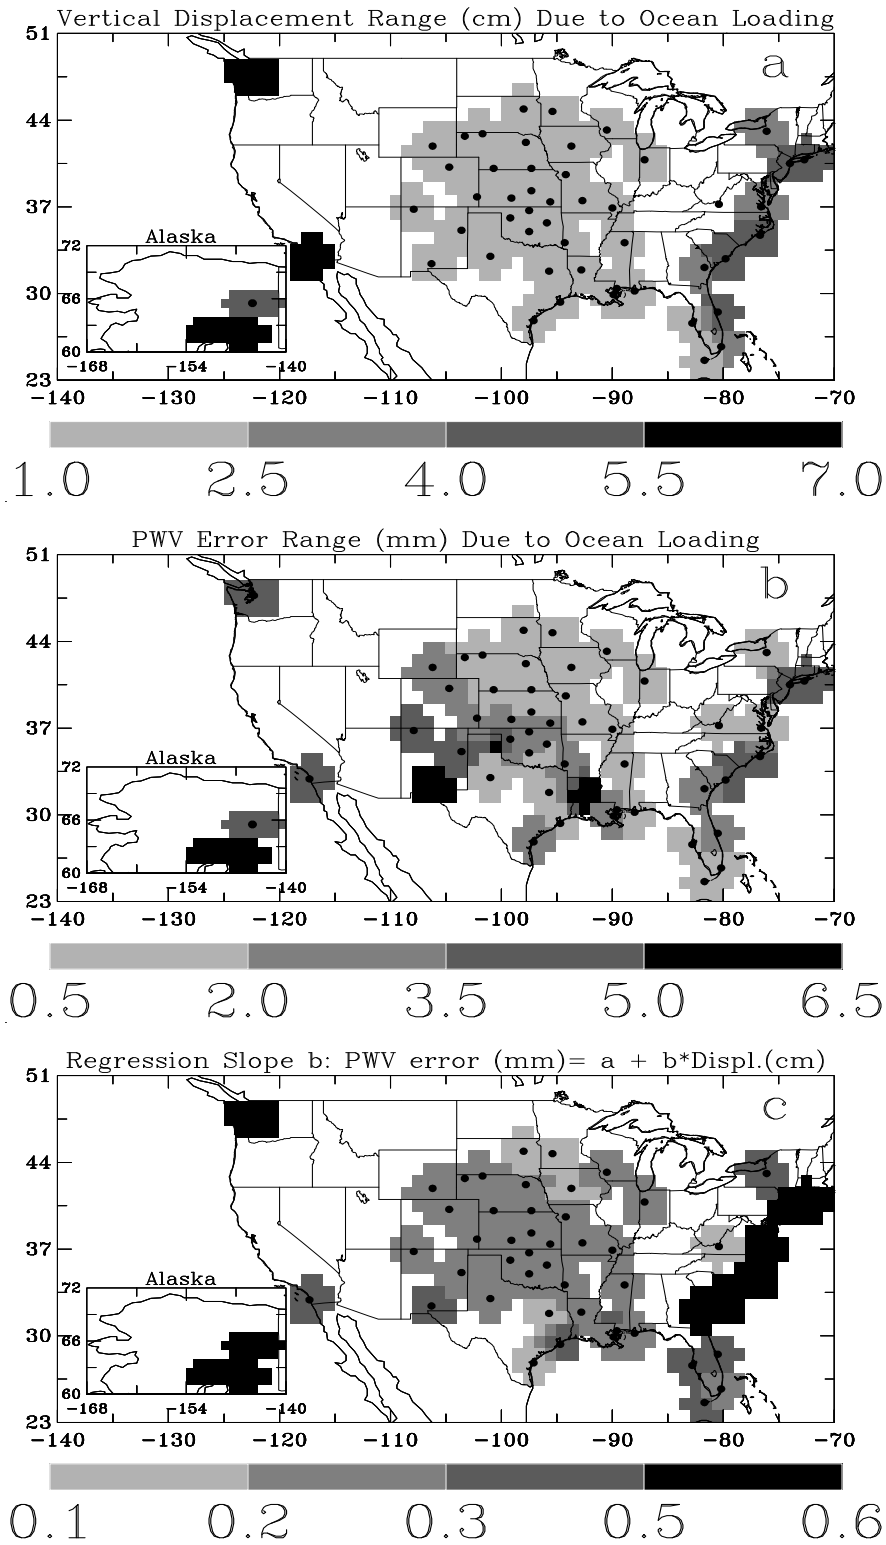 Vertical Displacement Range (cm) Due to Ocean Loading
51
a
44
37
72
Alaska
66
30
60
-168 -154 -140
23
-140 -130 -120 -110 -100 -90 -80 -70
1.0 2.5 4.0 5.5 7.0
PWV Error Range (mm) Due to Ocean Loading
51
b
44
37
72
Alaska
66
30
60
-168 -154 -140
23
-140 -130 -120 -110 -100 -90 -80 -70
0.5 2.0 3.5 5.0 6.5
Regression Slope b: PWV error (mm)= a + b*Displ.(cm)
51
c
44
37
72
Alaska
66
30
60
-168 -154 -140
23
-140 -130 -120 -110 -100 -90 -80 -70
0.1 0.2 0.3 0.5 0.6